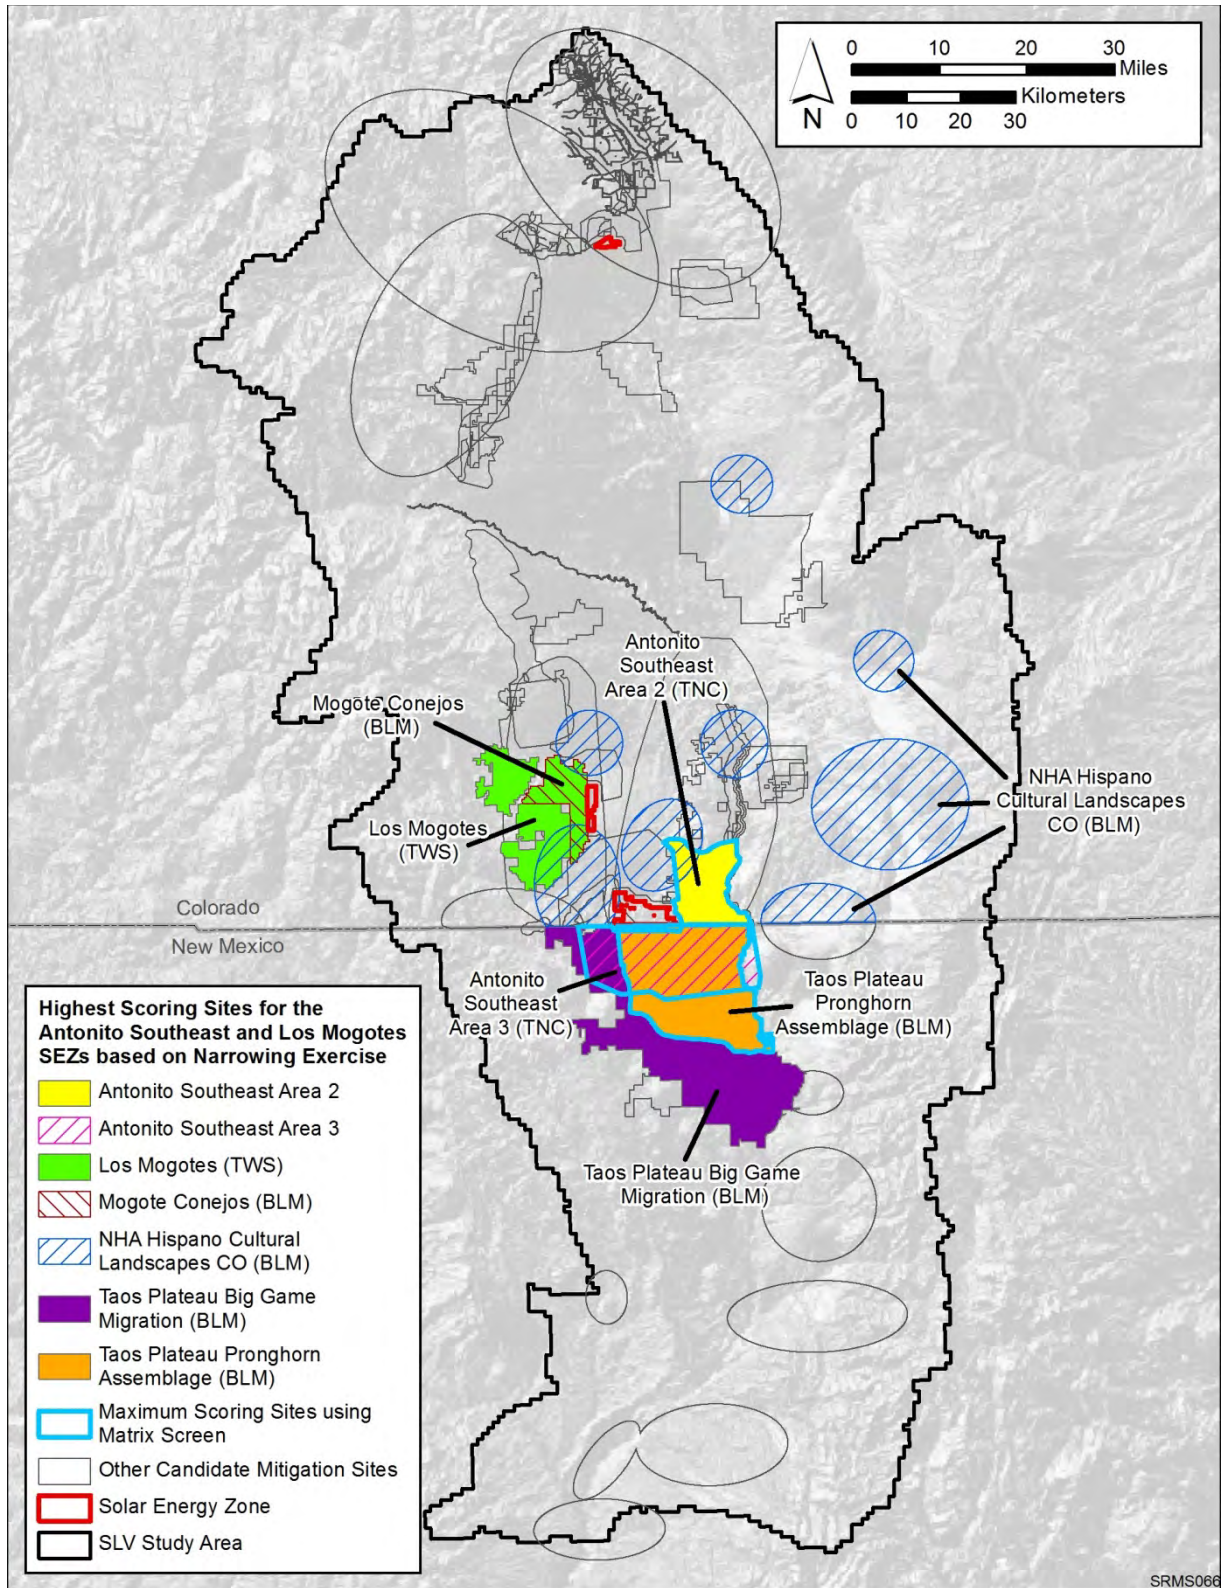 0 10 20 30
Miles
Kilometers
0 10 20 30
N
Antonito
Southeast
Area 2 (TNC)
Mogote Conejos
(BLM)
NHA Hispano
Cultural Landscapes
CO (BLM)
Los Mogotes
(TWS)
Colorado
New Mexico
Antonito
Southeast
Area 3 (TNC)
Taos Plateau
Pronghorn
Assemblage (BLM)
Taos Plateau Big Game
Migration (BLM)
Highest Scoring Sites for the
Antonito Southeast and Los Mogotes
SEZs based on Narrowing Exercise
Antonito Southeast Area 2
Antonito Southeast Area 3
Los Mogotes (TWS)
Mogote Conejos (BLM)
NHA Hispano Cultural
Landscapes CO (BLM)
Taos Plateau Big Game
Migration (BLM)
Taos Plateau Pronghorn
Assemblage (BLM)
Maximum Scoring Sites using
Matrix Screen
Other Candidate Mitigation Sites
Solar Energy Zone
SLV Study Area
SRMS066